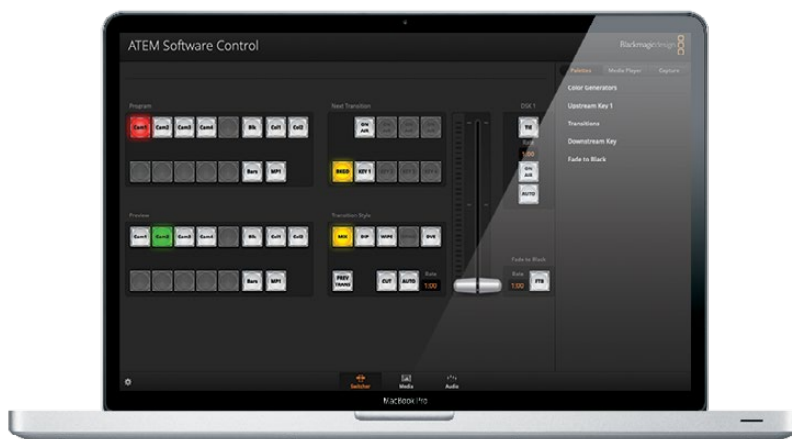 ATEM Software Control
Blackmagicdesign
Palettes Media Player Capture
Color Generators
Upstream Key 1
Transitions
Downstream Key
Fade to Black
Program
Cam1 Cam2 Cam3 Cam4 Blk Col1 Col2
Bars MP1
Next Transition
ON AIR
BKGD KEY 1
DSK 1
TIE
Rate
1:00
ON AIR
AUTO
Preview
Cam1 Cam2 Cam3 Cam4 Blk Col1 Col2
Bars MP1
Transition Style
MIX DIP WIPE DVE
PREV TRANS CUT AUTO
Rate
1:00
Fade to Black
Rate
1:00 FTB
Switcher Media Audio
MacBook Pro